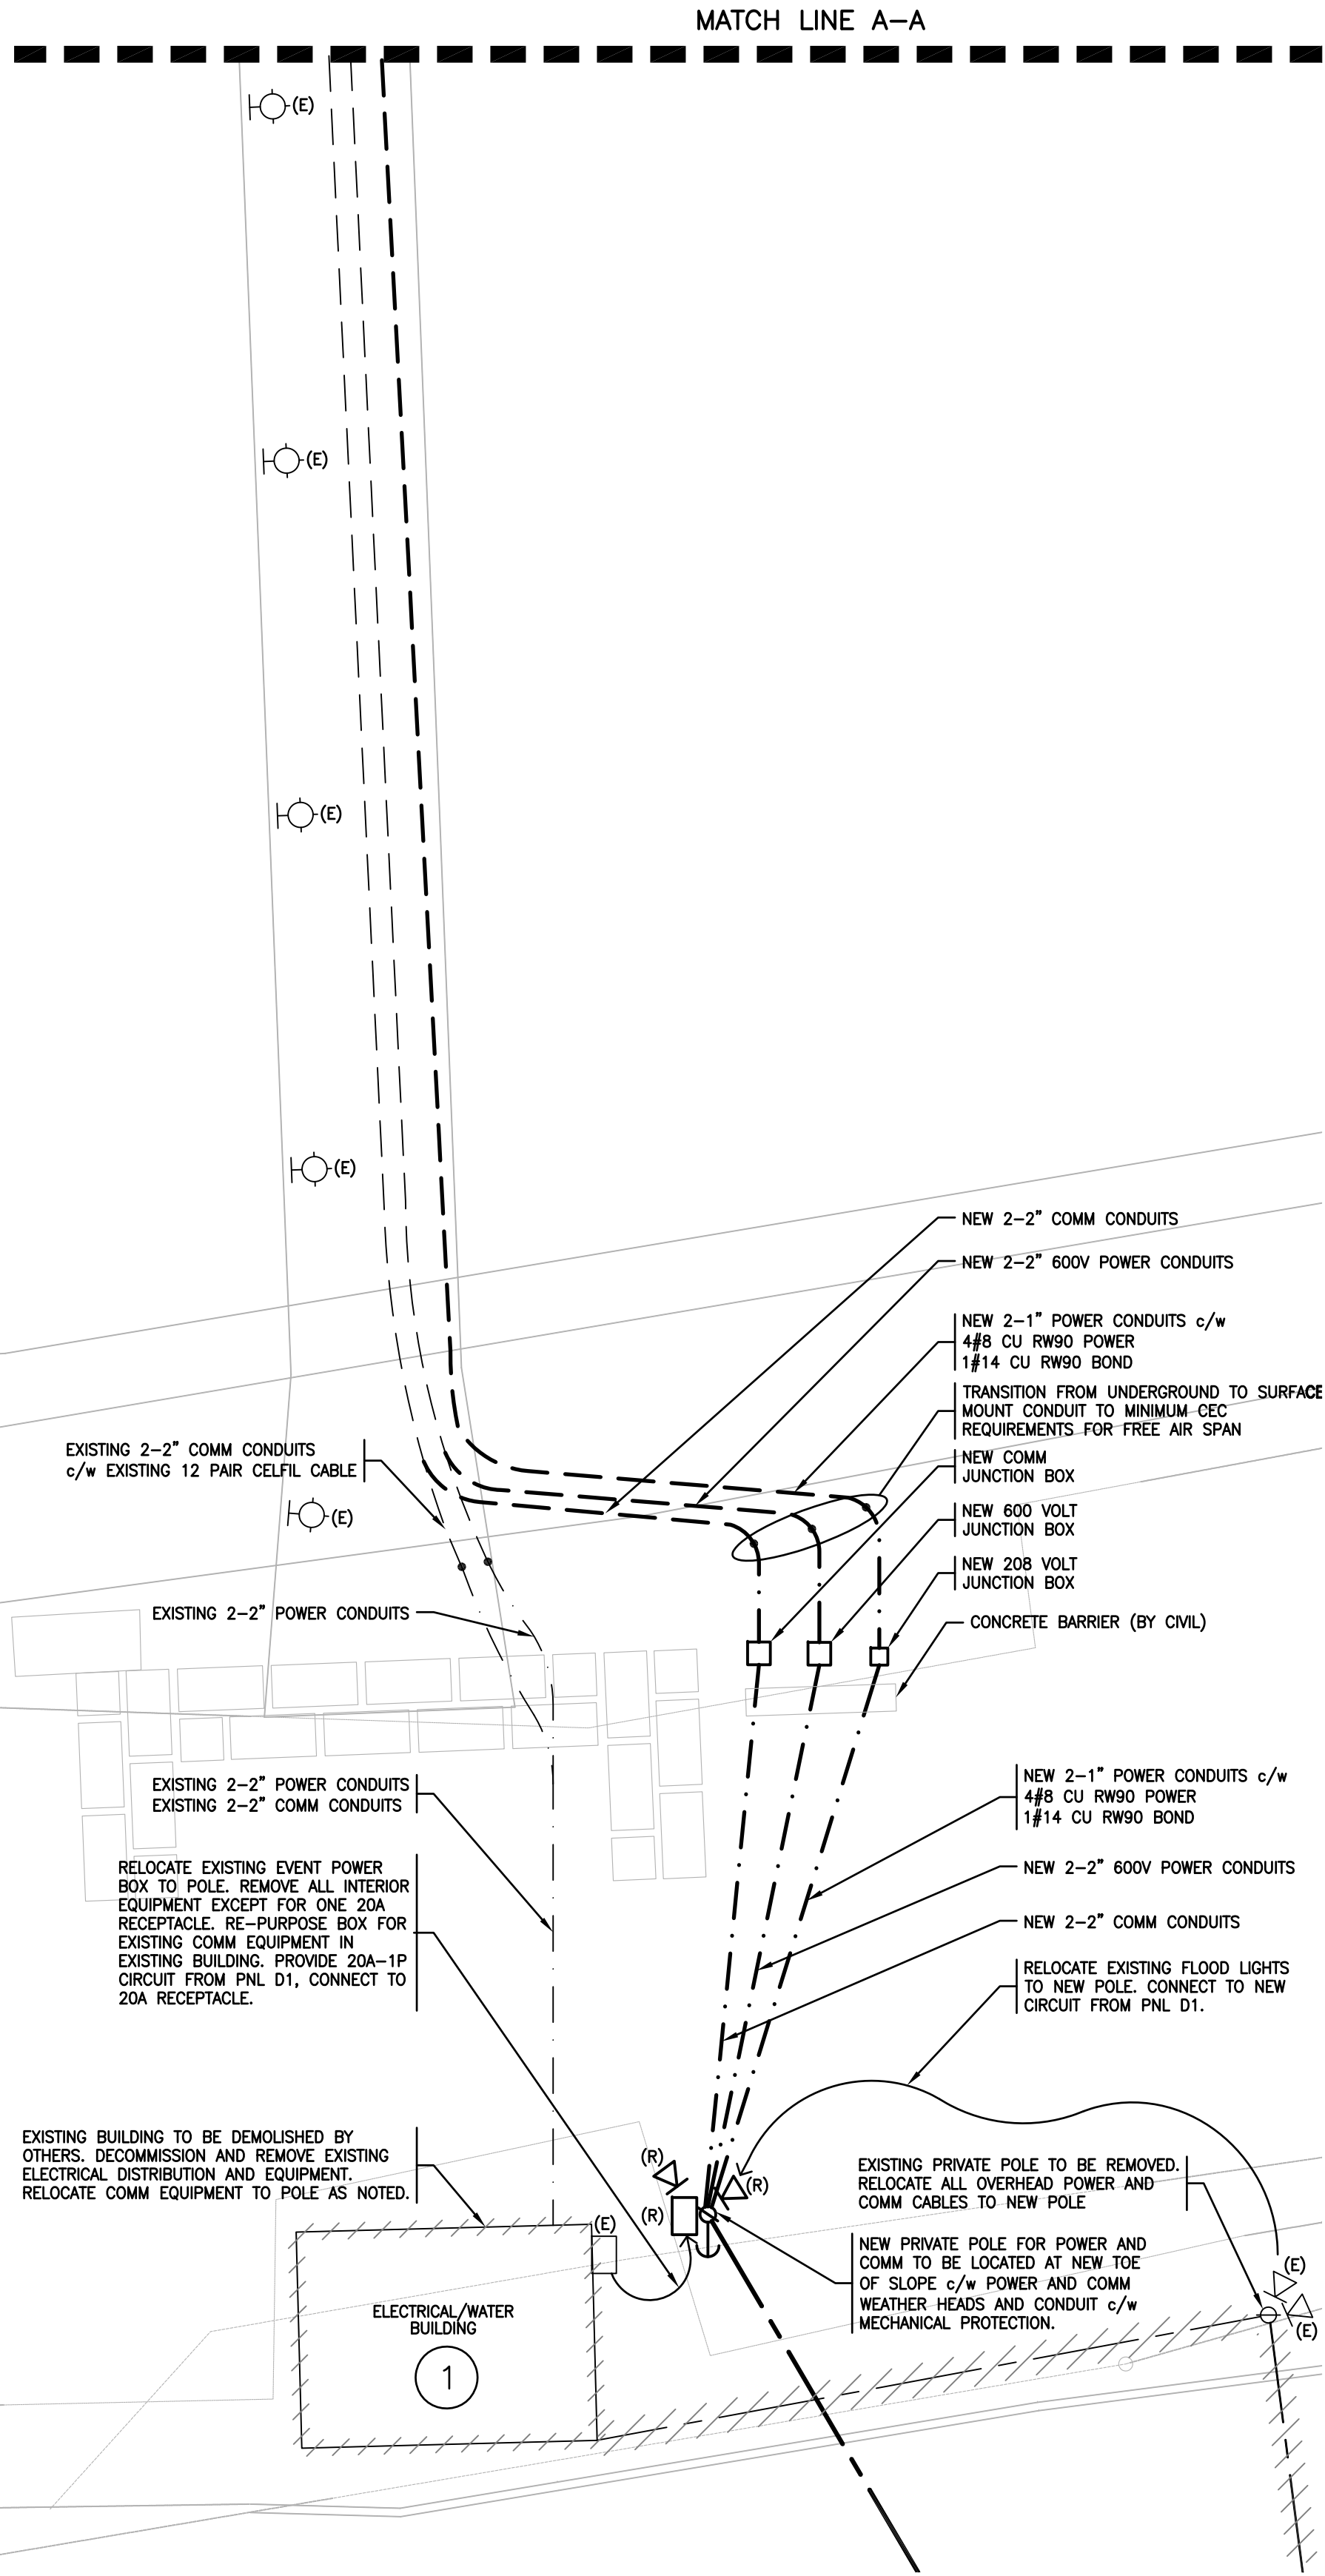 MATCH LINE A-A
(E)
(E)
(E)
(E)
NEW 2-2" COMM CONDUITS
NEW 2-2" 600V POWER CONDUITS
NEW 2-1" POWER CONDUITS c/w
4#8 CU RW90 POWER
1#14 CU RW90 BOND
TRANSITION FROM UNDERGROUND TO SURFACE
MOUNT CONDUIT TO MINIMUM CEC
REQUIREMENTS FOR FREE AIR SPAN
EXISTING 2-2" COMM CONDUITS
c/w EXISTING 12 PAIR CELFIL CABLE
NEW COMM
JUNCTION BOX
(E)
NEW 600 VOLT
JUNCTION BOX
NEW 208 VOLT
JUNCTION BOX
EXISTING 2-2" POWER CONDUITS
CONCRETE BARRIER (BY CIVIL)
EXISTING 2-2" POWER CONDUITS
EXISTING 2-2" COMM CONDUITS
NEW 2-1" POWER CONDUITS c/w
4#8 CU RW90 POWER
1#14 CU RW90 BOND
RELOCATE EXISTING EVENT POWER
BOX TO POLE. REMOVE ALL INTERIOR
EQUIPMENT EXCEPT FOR ONE 20A
RECEPTACLE. RE-PURPOSE BOX FOR
EXISTING COMM EQUIPMENT IN
EXISTING BUILDING. PROVIDE 20A-1P
CIRCUIT FROM PNL D1, CONNECT TO
20A RECEPTACLE.
NEW 2-2" 600V POWER CONDUITS
NEW 2-2" COMM CONDUITS
RELOCATE EXISTING FLOOD LIGHTS
TO NEW POLE. CONNECT TO NEW
CIRCUIT FROM PNL D1.
EXISTING BUILDING TO BE DEMOLISHED BY
OTHERS. DECOMMISSION AND REMOVE EXISTING
ELECTRICAL DISTRIBUTION AND EQUIPMENT.
RELOCATE COMM EQUIPMENT TO POLE AS NOTED.
(R)
(R)
(R)
(E)
EXISTING PRIVATE POLE TO BE REMOVED.
RELOCATE ALL OVERHEAD POWER AND
COMM CABLES TO NEW POLE
NEW PRIVATE POLE FOR POWER AND
COMM TO BE LOCATED AT NEW TOE
OF SLOPE c/w POWER AND COMM
WEATHER HEADS AND CONDUIT c/w
MECHANICAL PROTECTION.
(E)
(E)
ELECTRICAL/WATER
BUILDING
1